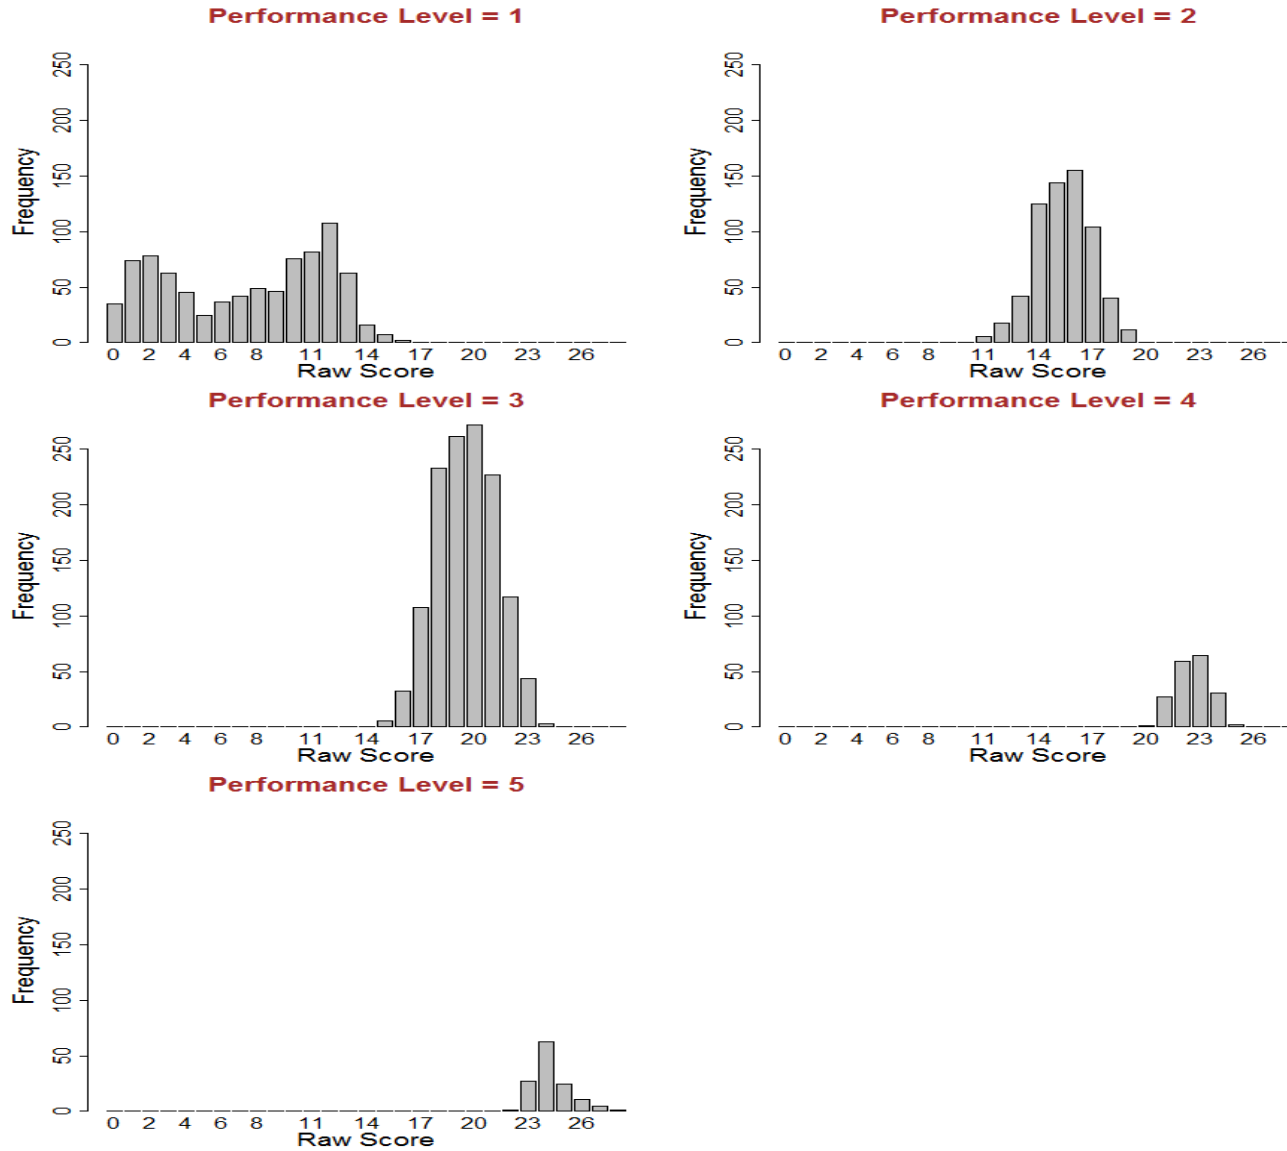 Performance Level = 1
250
200
150
100
50
0
Frequency
0 2 4 6 8 11 14 17 20 23 26
Raw Score
Performance Level = 2
250
200
150
100
50
0
Frequency
0 2 4 6 8 11 14 17 20 23 26
Raw Score
Performance Level = 3
250
200
150
100
50
0
Frequency
0 2 4 6 8 11 14 17 20 23 26
Raw Score
Performance Level = 4
250
200
150
100
50
0
Frequency
0 2 4 6 8 11 14 17 20 23 26
Raw Score
Performance Level = 5
250
200
150
100
50
0
Frequency
0 2 4 6 8 11 14 17 20 23 26
Raw Score